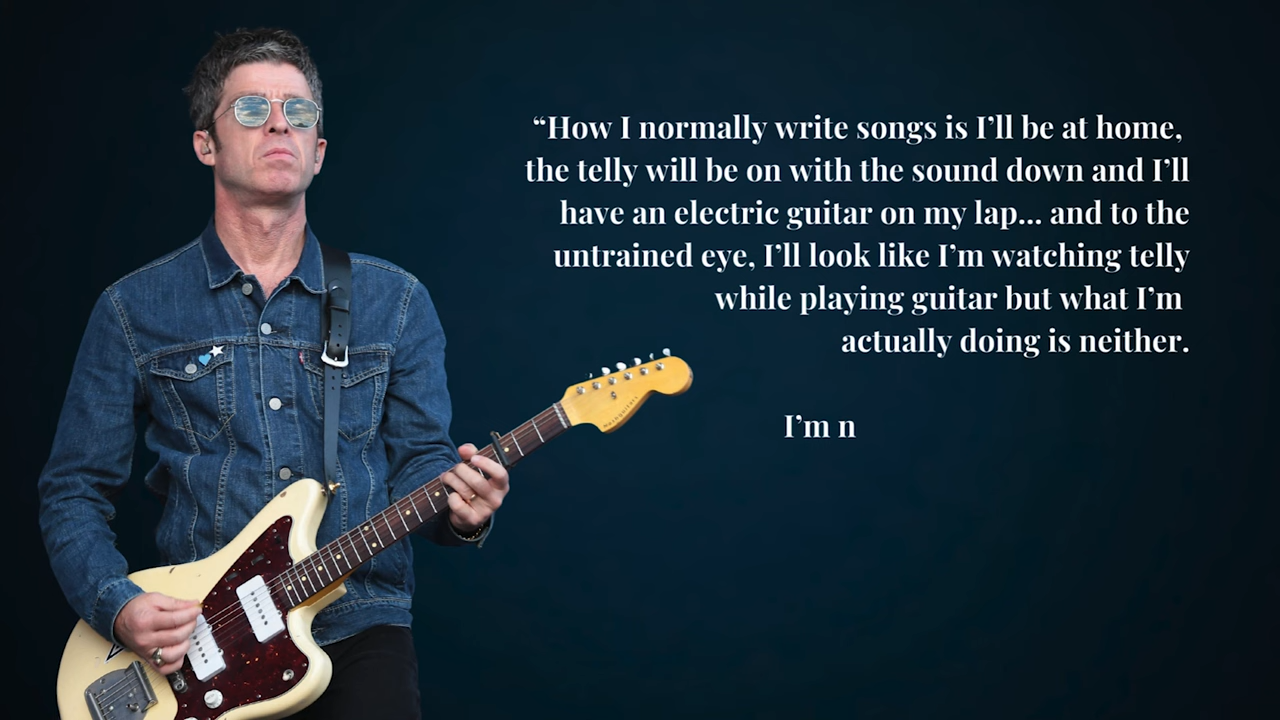 “How I normally write songs is I’ll be at home,
the telly will be on with the sound down and I’ll
have an electric guitar on my lap... and to the
untrained eye, I’ll look like I’m watching telly
while playing guitar but what I’m
actually doing is neither.
I’m n